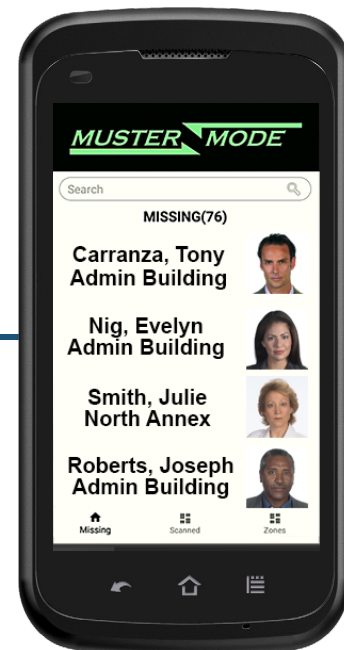 MUSTER MODE
Search
MISSING(76)
Carranza, Tony
Admin Building
Nig, Evelyn
Admin Building
Smith, Julie
North Annex
Roberts, Joseph
Admin Building
Missing
Scanned
Zones